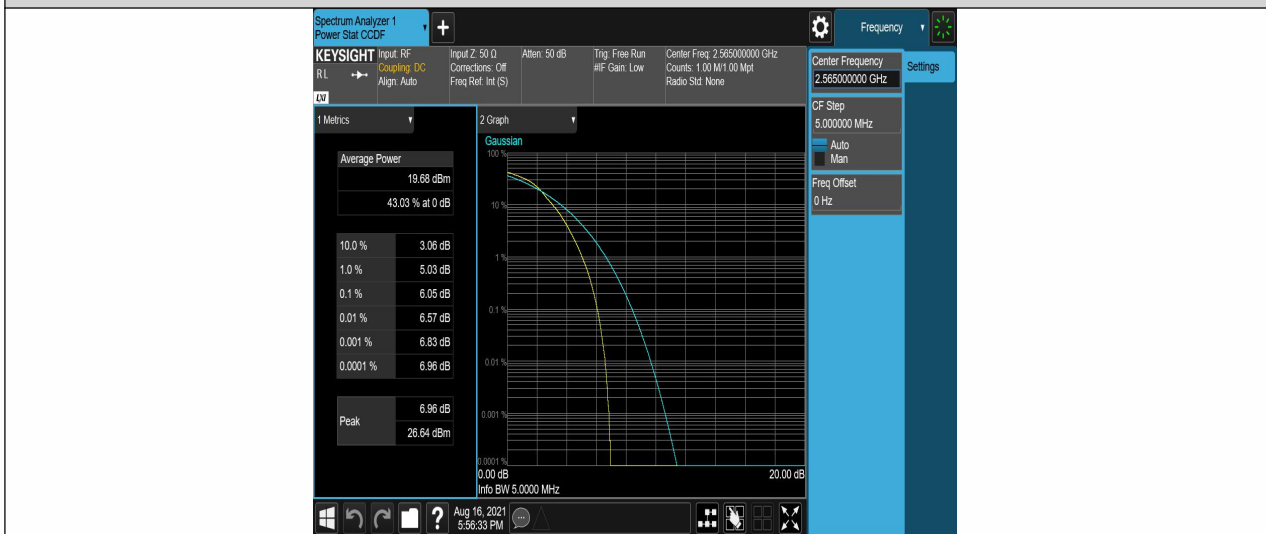 Spectrum Analyzer 1
Power Stat CCDF
+
Frequency
KEYSIGHT
Input: RF
Input Z: 50 Ω
Atten: 50 dB
Trig: Free Run
Center Freq: 2.565000000 GHz
RL
Coupling: DC
Corrections: Off
#IF Gain: Low
Counts: 1.00 M/1.00 Mpt
Align: Auto
Freq Ref: Int (S)
Radio Std: None
LXI
Center Frequency
2.565000000 GHz
Settings
CF Step
5.000000 MHz
Auto
Man
Freq Offset
0 Hz
1 Metrics
2 Graph
Average Power
19.68 dBm
43.03 % at 0 dB
10.0 % 3.06 dB
1.0 % 5.03 dB
0.1 % 6.05 dB
0.01 % 6.57 dB
0.001 % 6.83 dB
0.0001 % 6.96 dB
Peak
6.96 dB
26.64 dBm
Gaussian
100 %
10 %
1 %
0.1 %
0.01 %
0.001 %
0.0001 %
0.00 dB 20.00 dB
Info BW 5.0000 MHz
?
Aug 16, 2021
5:56:33 PM